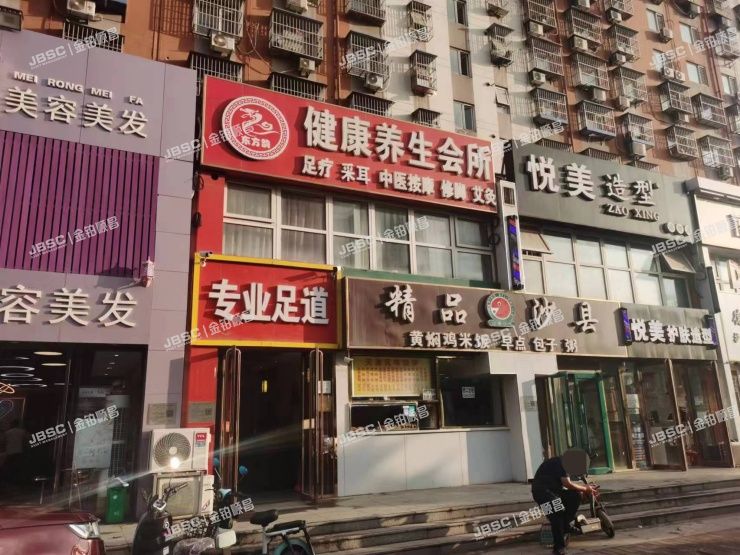 MEI RONG MEI FA
美容美发
容美发
东方韵
健康养生会所
足疗 采耳 中医按摩 修脚 艾灸
专业足道
悦美造型
ZAO XING
精品 沙县
黄焖鸡米饭 早点 包子 粥
悦美护肤造型
TCL
JBSC|金铂顺昌